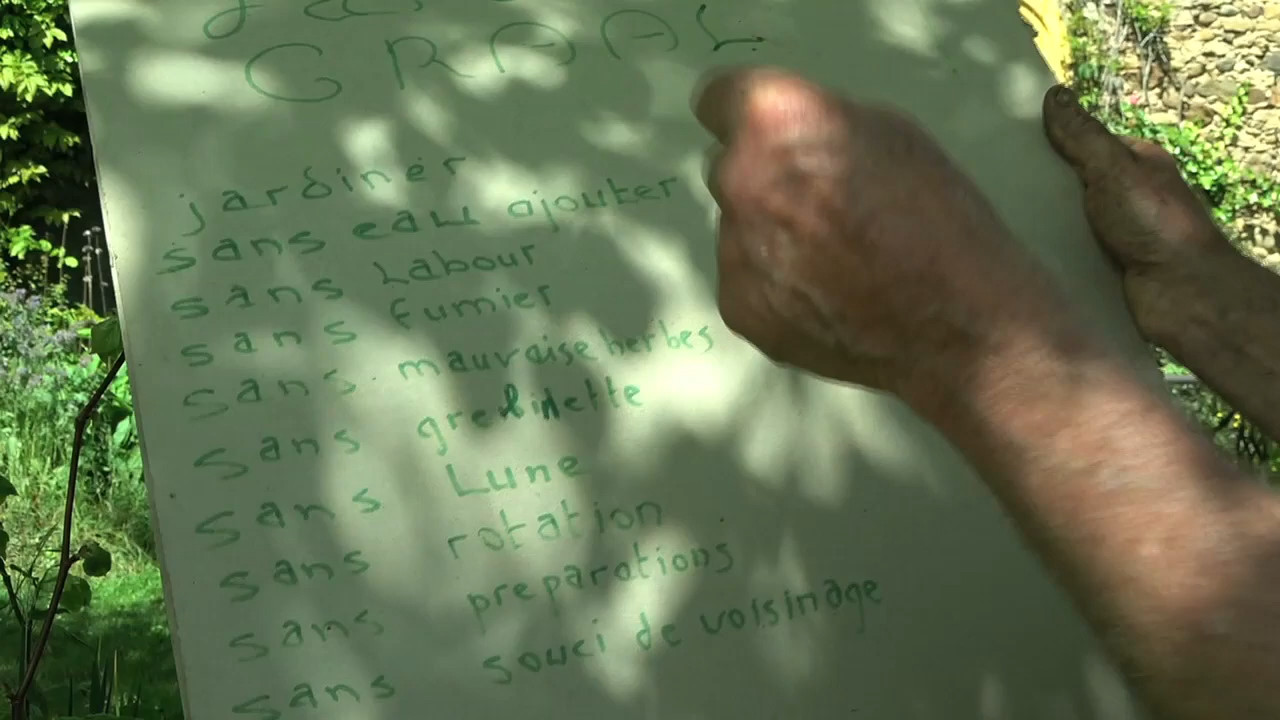 GRAAL
jardiner
sans eau ajouter
sans Labour
sans fumier
sans mauvaise herbes
sans grelinette
sans Lune
sans rotation
sans preparations
sans souci de voisinage